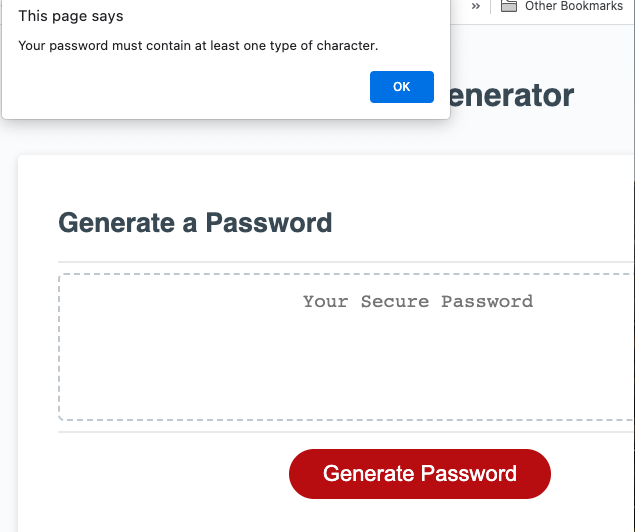 This page says
» Other Bookmarks
Your password must contain at least one type of character.
OK
enerator
Generate a Password
Your Secure Password
Generate Password